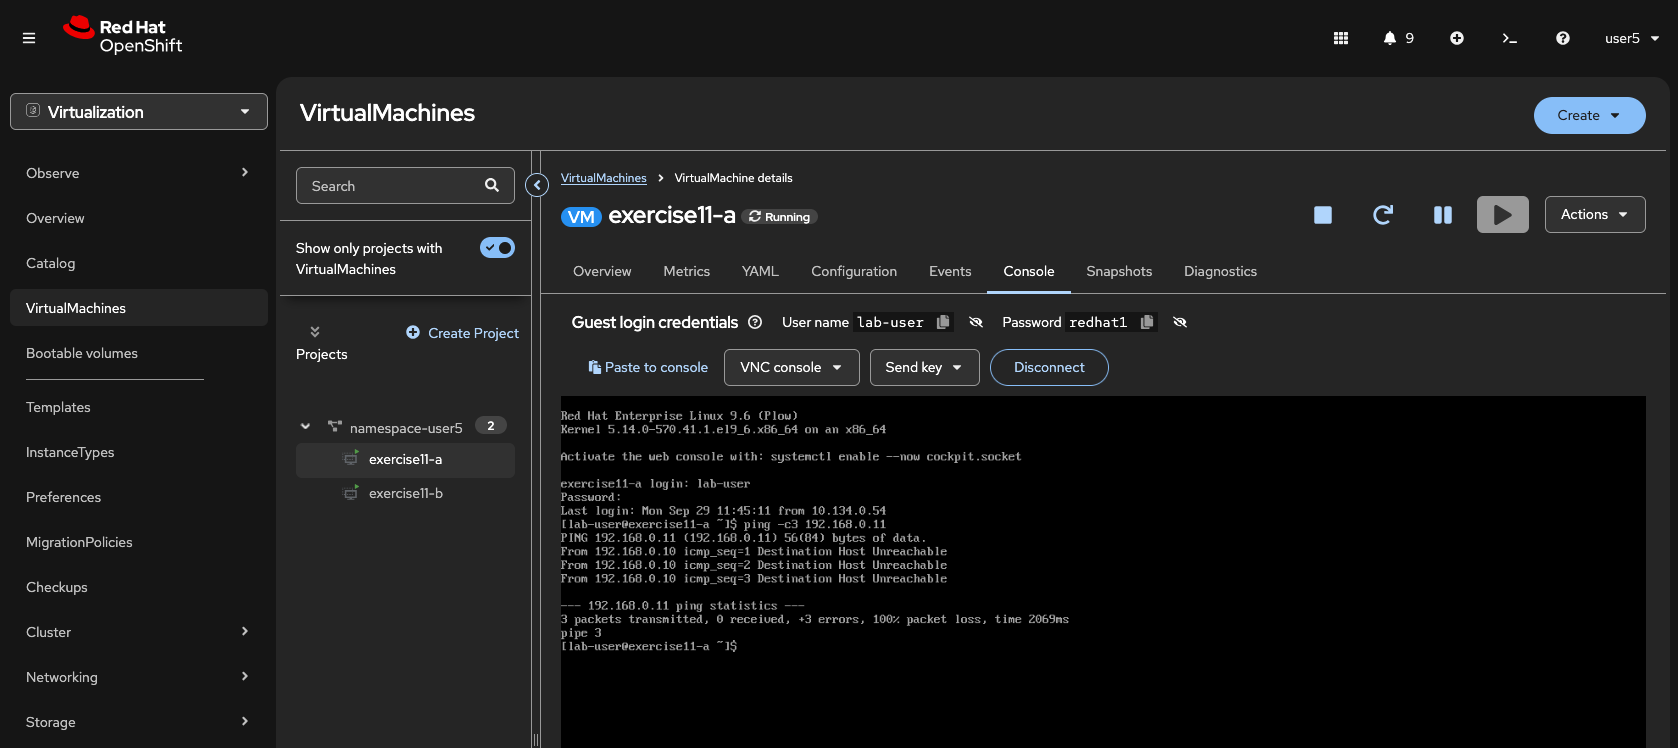 Red Hat
OpenShift
9
user5
Virtualization
Observe
Overview
Catalog
VirtualMachines
Bootable volumes
Templates
InstanceTypes
Preferences
MigrationPolicies
Checkups
Cluster
Networking
Storage
VirtualMachines
Create
Search
Show only projects with
VirtualMachines
Create Project
Projects
namespace-user5 2
exercise11-a
exercise11-b
VirtualMachines VirtualMachine details
VM exercise11-a Running
Actions
Overview Metrics YAML Configuration Events Console Snapshots Diagnostics
Guest login credentials User name lab-user Password redhat1
Paste to console VNC console Send key Disconnect
Red Hat Enterprise Linux 9.6 (Plow)
Kernel 5.14.0-570.41.1.el9_6.x86_64 on an x86_64
Activate the web console with: systemctl enable --now cockpit.socket
exercise11-a login: lab-user
Password:
Last login: Mon Sep 29 11:45:11 from 10.134.0.54
[lab-user@exercise11-a ~]$ ping -c3 192.168.0.11
PING 192.168.0.11 (192.168.0.11) 56(84) bytes of data.
From 192.168.0.10 icmp_seq=1 Destination Host Unreachable
From 192.168.0.10 icmp_seq=2 Destination Host Unreachable
From 192.168.0.10 icmp_seq=3 Destination Host Unreachable
--- 192.168.0.11 ping statistics ---
3 packets transmitted, 0 received, +3 errors, 100% packet loss, time 2069ms
pipe 3
[lab-user@exercise11-a ~]$